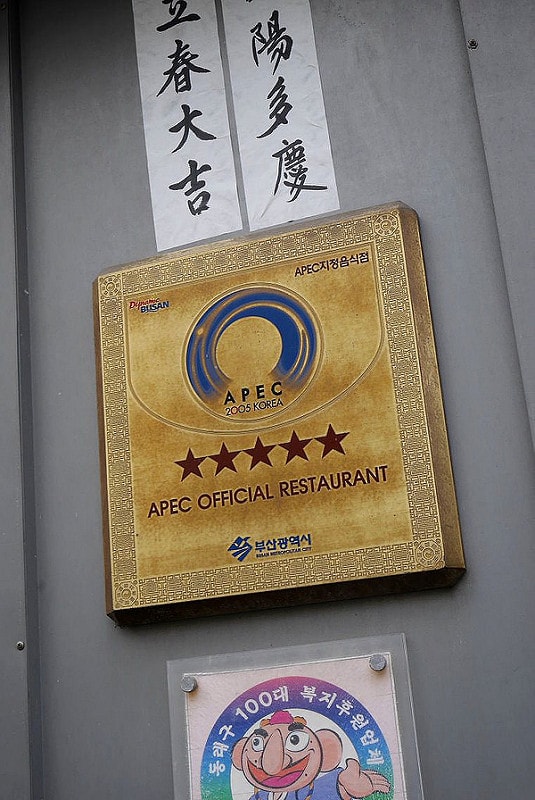 立春大吉
陽多慶
Dynamic
BUSAN
APEC지정음식점
APEC
2005 KOREA
APEC OFFICIAL RESTAURANT
부산광역시
BUSAN METROPOLITAN CITY
동래구 100대 복지후원업체